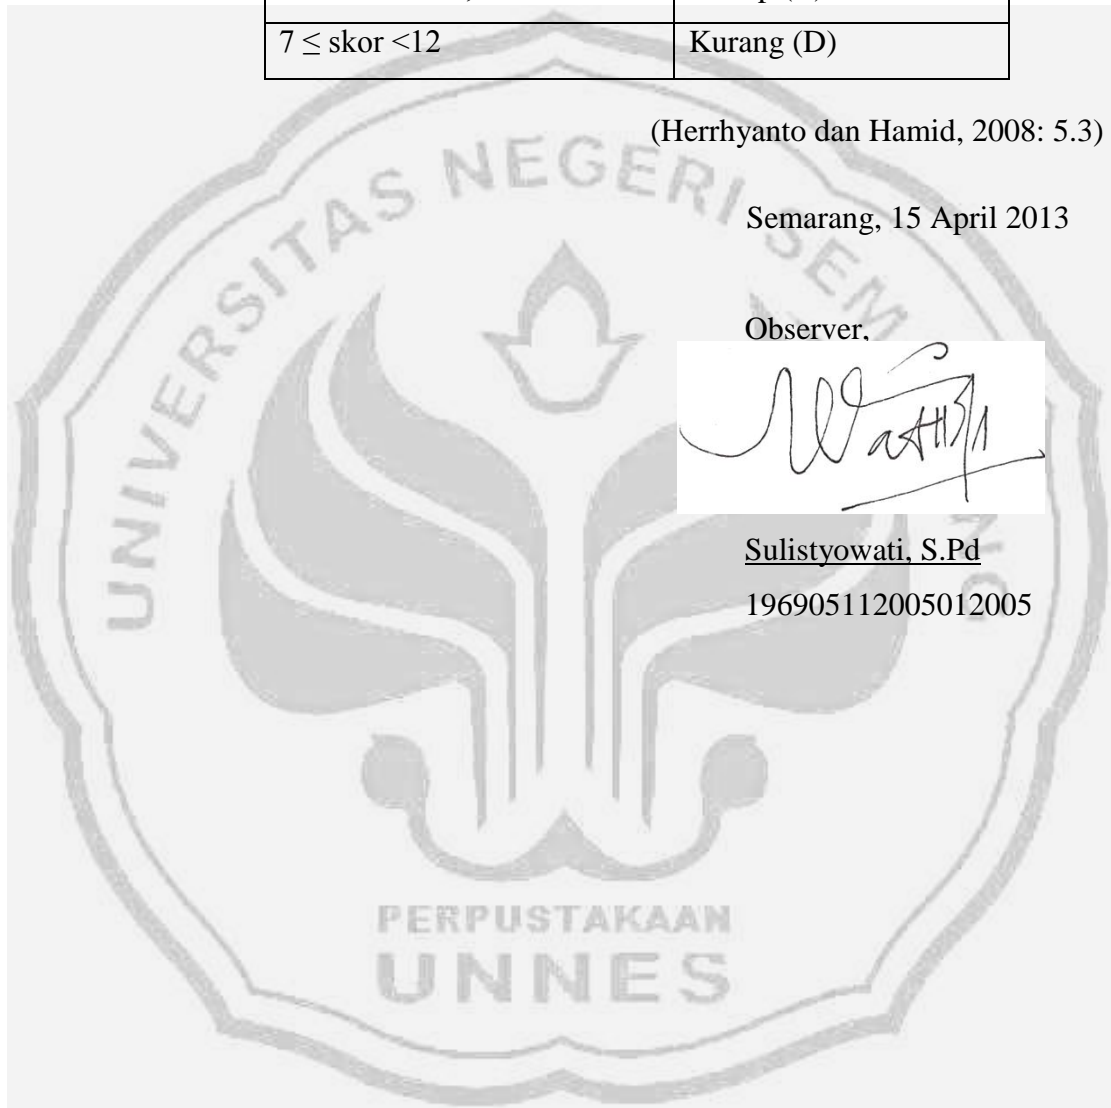 7 ≤ skor <12 Kurang (D)
(Herrhyanto dan Hamid, 2008: 5.3)
Semarang, 15 April 2013
Observer,
Sulistyowati, S.Pd
196905112005012005
UNIVERSITAS NEGERI SEMARANG
PERPUSTAKAAN
UNNES